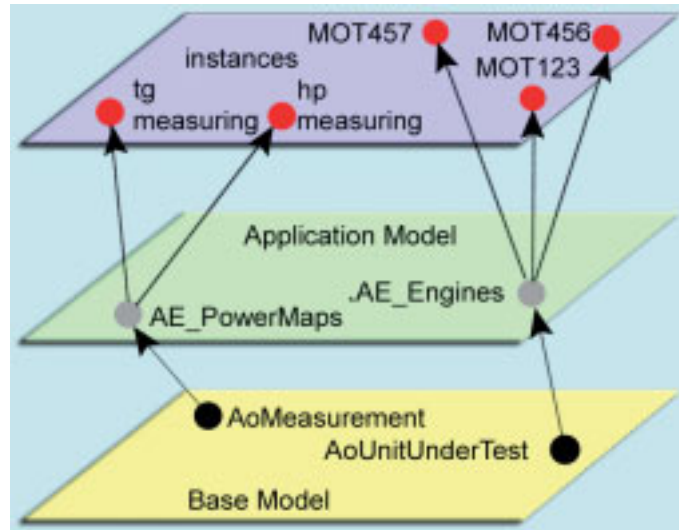 MOT457
MOT456
instances
MOT123
tg
measuring
hp
measuring
Application Model
.AE_Engines
AE_PowerMaps
AoMeasurement
AoUnitUnderTest
Base Model